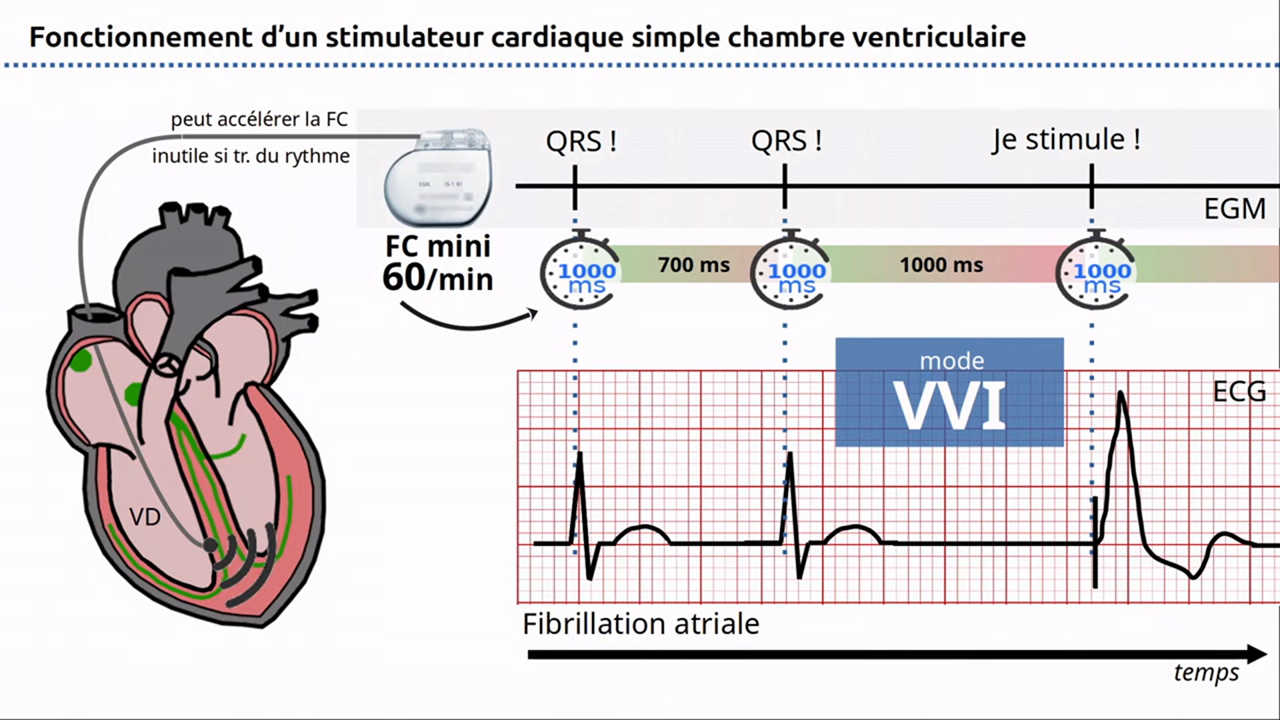 Fonctionnement d’un stimulateur cardiaque simple chambre ventriculaire
peut accélérer la FC
inutile si tr. du rythme
QRS !
QRS !
Je stimule !
EGM
FC mini
60/min
1000
ms
700 ms
1000
ms
1000 ms
1000
ms
mode
VVI
ECG
VD
Fibrillation atriale
temps